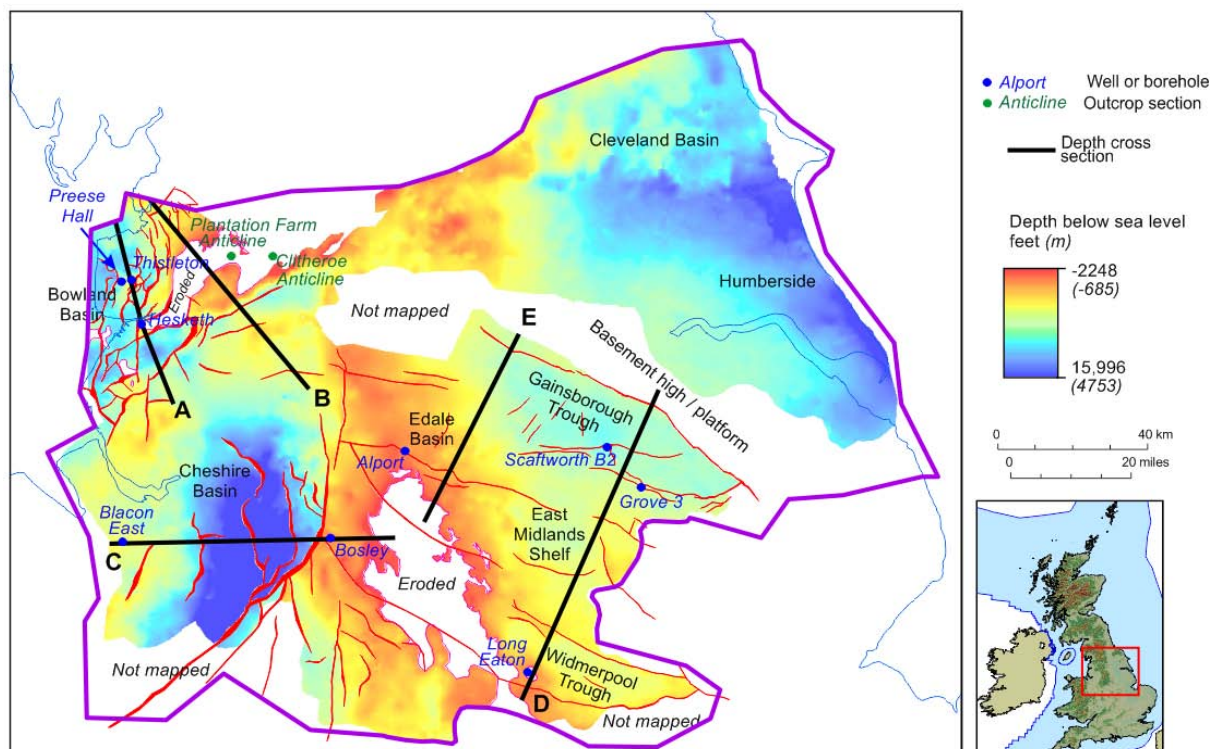 Cleveland Basin
Preese
Hall
Plantation Farm
Anticline
Thistleton
Clitheroe
Anticline
Bowland
Basin
Eroded
Hesketh
Humberside
Not mapped
E
Basement high / platform
A
B
Gainsborough
Trough
Edale
Basin
Alport
Scaftworth B2
Cheshire
Basin
Grove 3
Blacon
East
East
Midlands
Shelf
C
Bosley
Eroded
Long
Eaton
Widmerpool
Trough
Not mapped
D
Not mapped
Alport Well or borehole
Anticline Outcrop section
Depth cross
section
Depth below sea level
feet (m)
-2248
(-685)
15,996
(4753)
0 40 km
0 20 miles